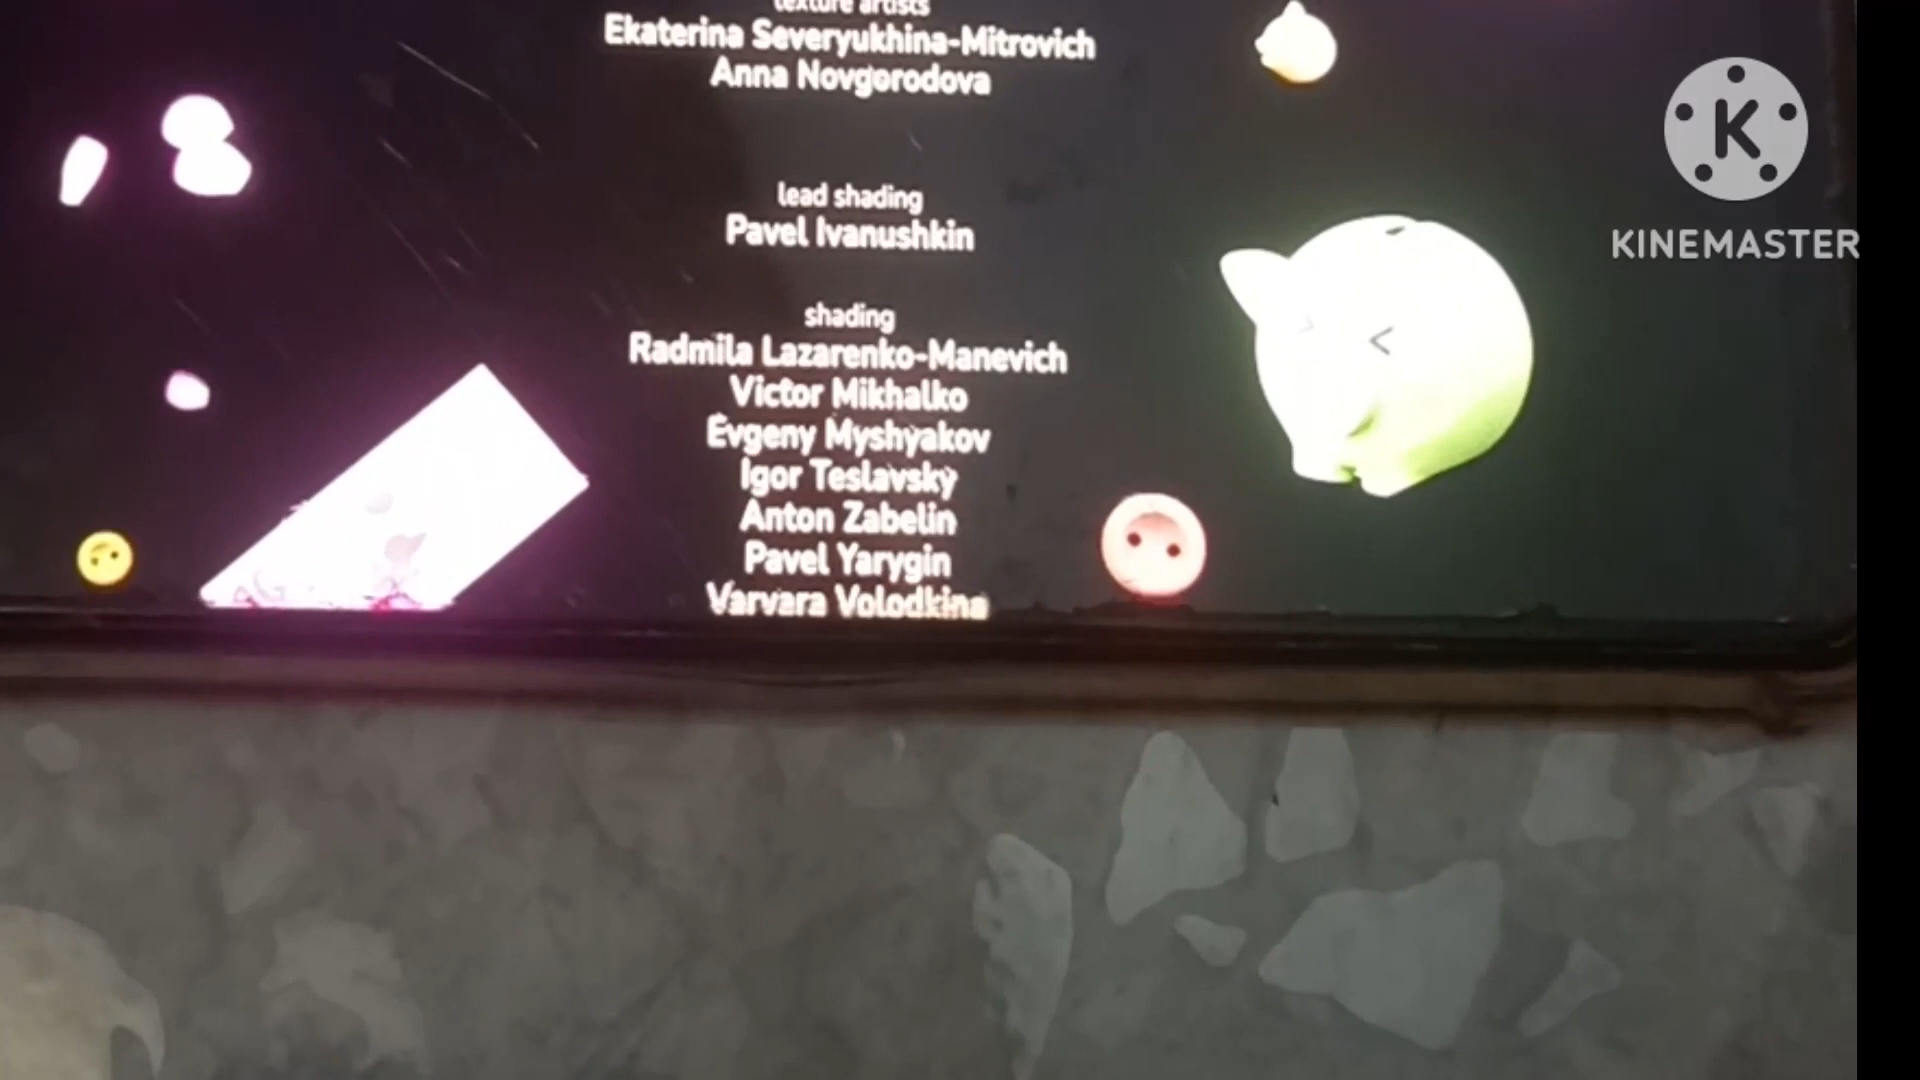 texture artists
Ekaterina Severyukhina-Mitrovich
Anna Novgorodova
lead shading
Pavel Ivanushkin
shading
Radmila Lazarenko-Manevich
Victor Mikhalko
Evgeny Myshyakov
Igor Teslavsky
Anton Zabelin
Pavel Yarygin
Varvara Volodkina
K
KINEMASTER